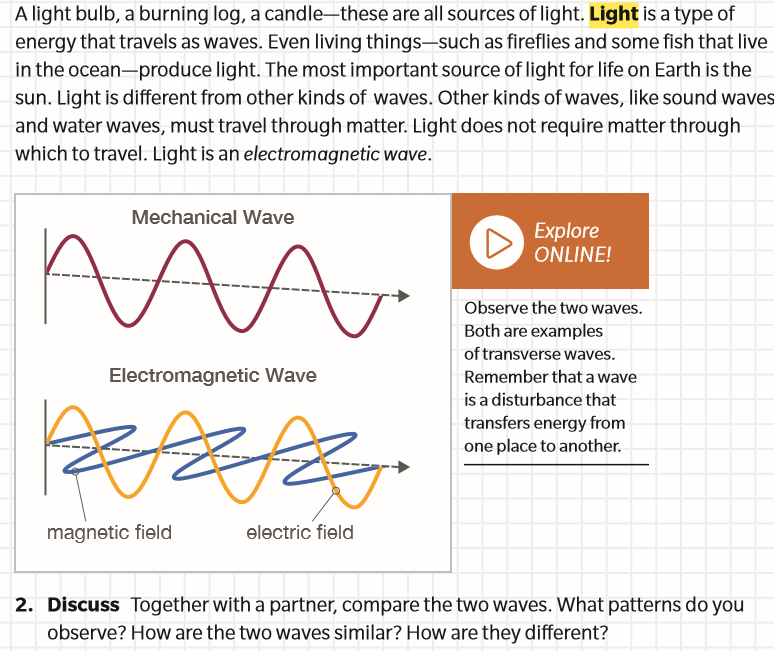 A light bulb, a burning log, a candle—these are all sources of light. Light is a type of
energy that travels as waves. Even living things—such as fireflies and some fish that live
in the ocean—produce light. The most important source of light for life on Earth is the
sun. Light is different from other kinds of waves. Other kinds of waves, like sound waves
and water waves, must travel through matter. Light does not require matter through
which to travel. Light is an electromagnetic wave.
Mechanical Wave
Electromagnetic Wave
magnetic field
electric field
Explore
ONLINE!
Observe the two waves.
Both are examples
of transverse waves.
Remember that a wave
is a disturbance that
transfers energy from
one place to another.
2. Discuss Together with a partner, compare the two waves. What patterns do you
observe? How are the two waves similar? How are they different?